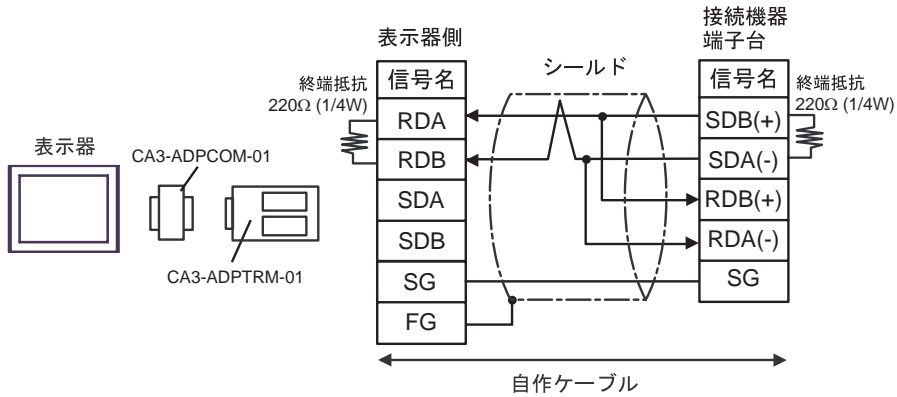 接続機器
端子台
表示器側
シールド
信号名
信号名
終端抵抗
220Ω (1/4W)
終端抵抗
220Ω (1/4W)
RDA
SDB(+)
表示器
CA3-ADPCOM-01
RDB
SDA(-)
SDA
RDB(+)
SDB
RDA(-)
CA3-ADPTRM-01
SG
SG
FG
自作ケーブル